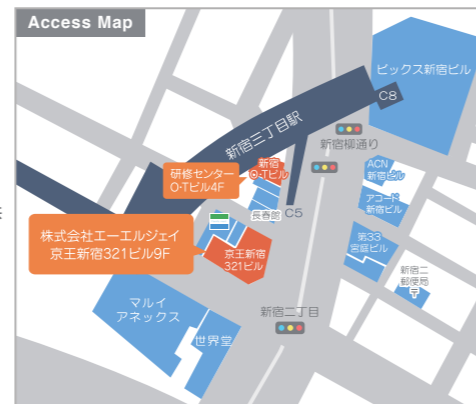 Access Map
ビックス新宿ビル
C8
新宿三丁目駅
新宿柳通り
研修センター
O-Tビル4F
新宿
O-Tビル
ACN
新宿ビル
アコード
新宿ビル
長春館
C5
株式会社エーエルジェイ
京王新宿321ビル9F
京王新宿
321ビル
第33
宮庭ビル
新宿二
郵便局
〒
マルイ
アネックス
新宿二丁目
世界堂